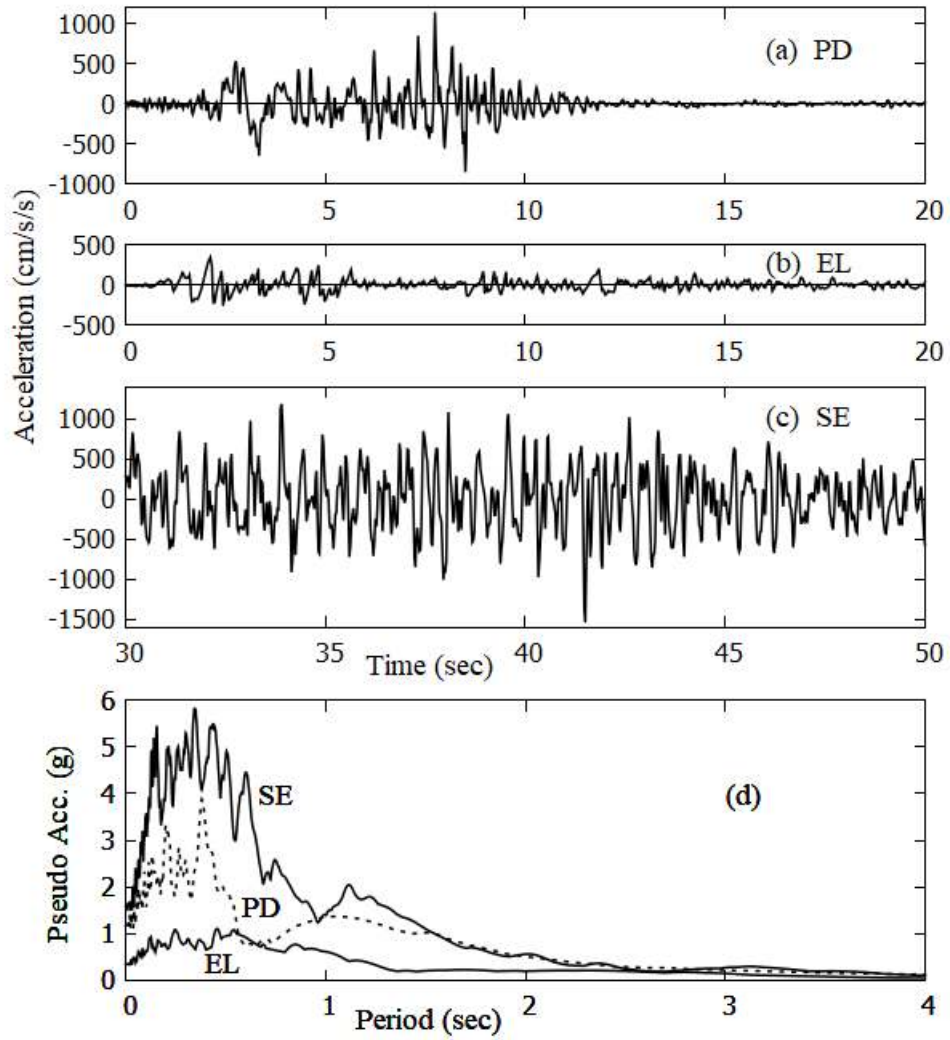 Acceleration (cm/s/s)
1000
500
0
-500
-1000
(a) PD
0 5 10 15 20
500
0
-500
(b) EL
0 5 10 15 20
1000
500
0
-500
-1000
-1500
(c) SE
30 35 40 45 50
Time (sec)
Pseudo Acc. (g)
6
5
4
3
2
1
0
SE
(d)
PD
EL
0 1 2 3 4
Period (sec)